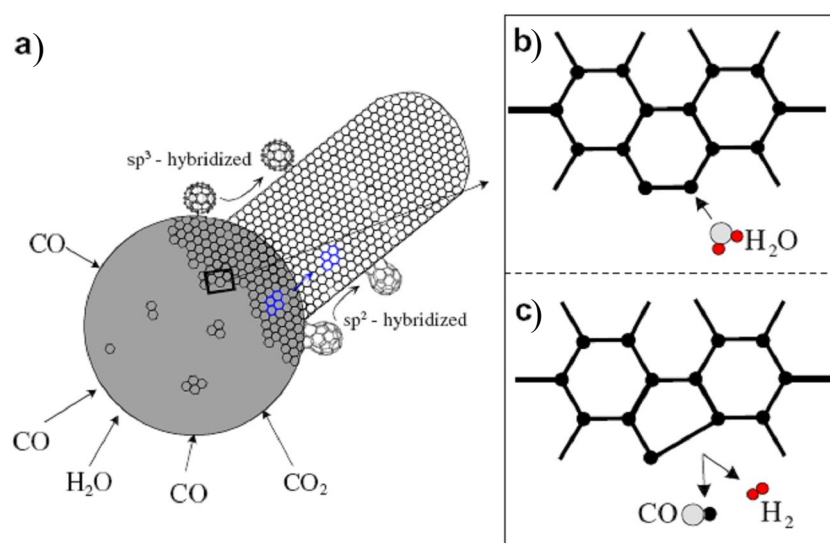 a)
sp³ - hybridized
CO
sp² - hybridized
CO
H₂O
CO
CO₂
b)
H₂O
c)
CO
H₂